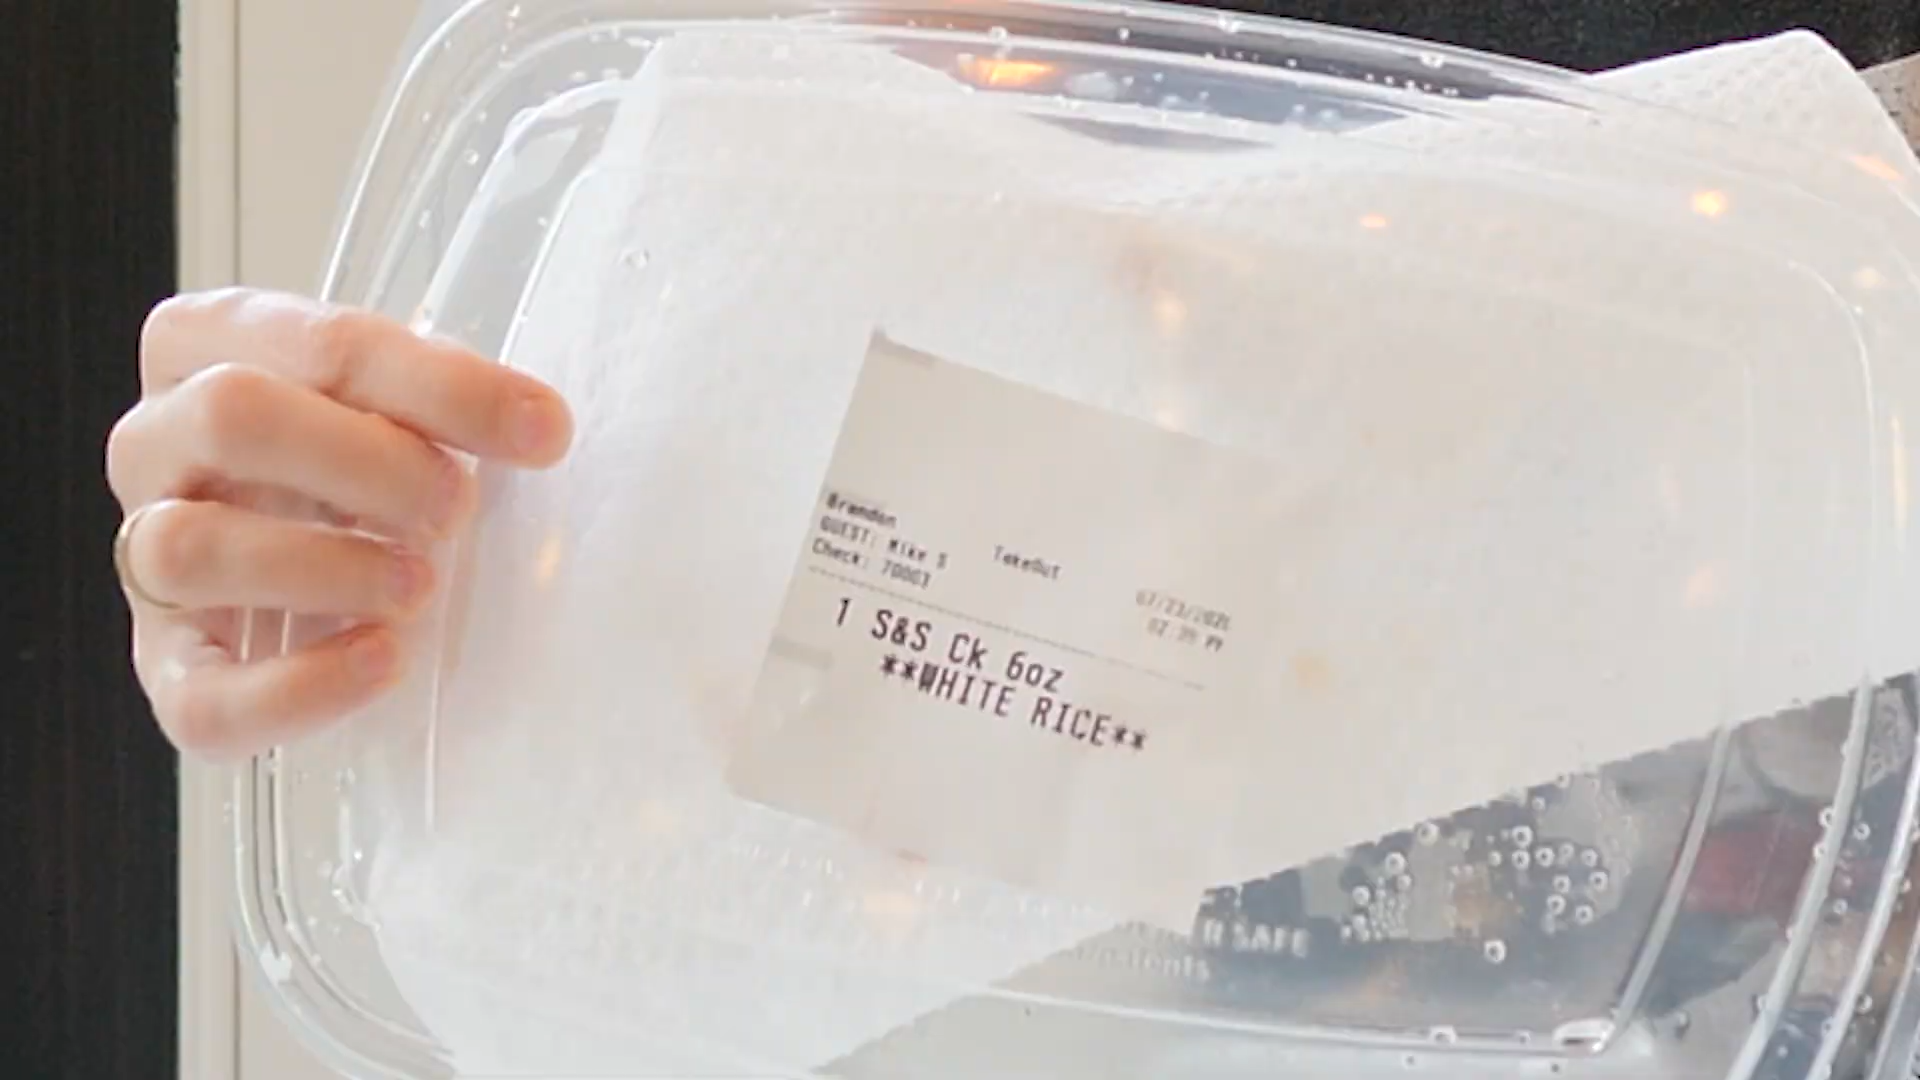 Brandon
GUEST: Mike S
TakeOut
Check: 70003
1 S&S Ck 6oz
**WHITE RICE**
SAFE